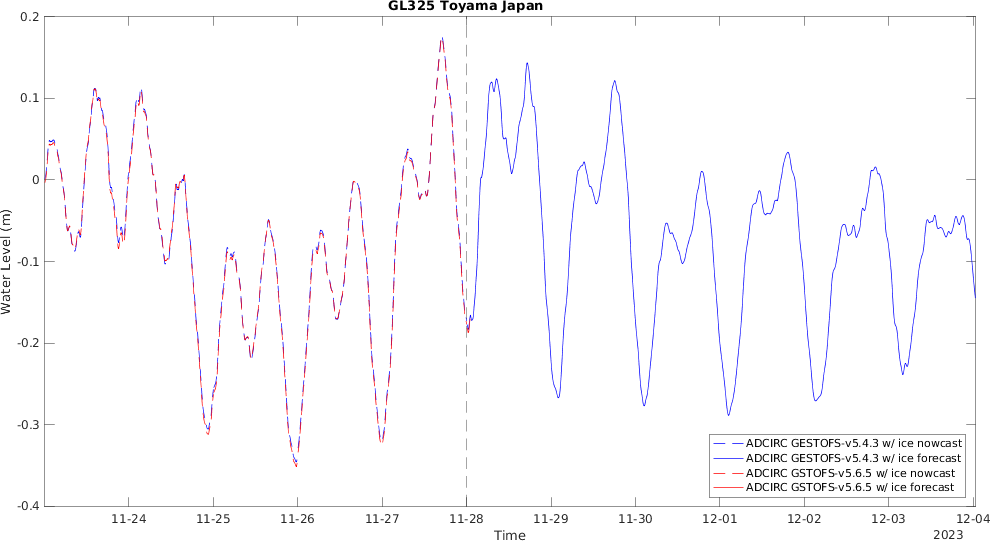 GL325 Toyama Japan
0.2
0.1
0
-0.1
-0.2
-0.3
-0.4
Water Level (m)
11-24
11-25
11-26
11-27
11-28
11-29
11-30
12-01
12-02
12-03
12-04
Time
2023
ADCIRC GESTOFS-v5.4.3 w/ ice nowcast
ADCIRC GESTOFS-v5.4.3 w/ ice forecast
ADCIRC GSTOFS-v5.6.5 w/ ice nowcast
ADCIRC GSTOFS-v5.6.5 w/ ice forecast